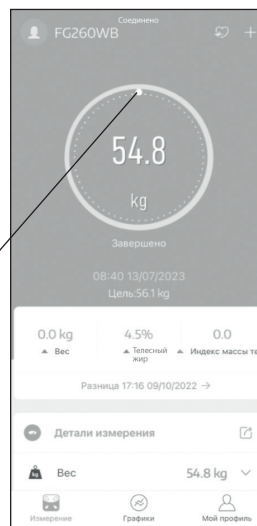 Соединено
FG260WB
54.8
kg
Завершено
08:40 13/07/2023
Цель:56.1 kg
0.0 kg 4.5% 0.0
Вес Телесный жир Индекс массы те
Разница 17:16 09/10/2022 →
Детали измерения
kg Вес 54.8 kg
Измерение Графики Мой профиль